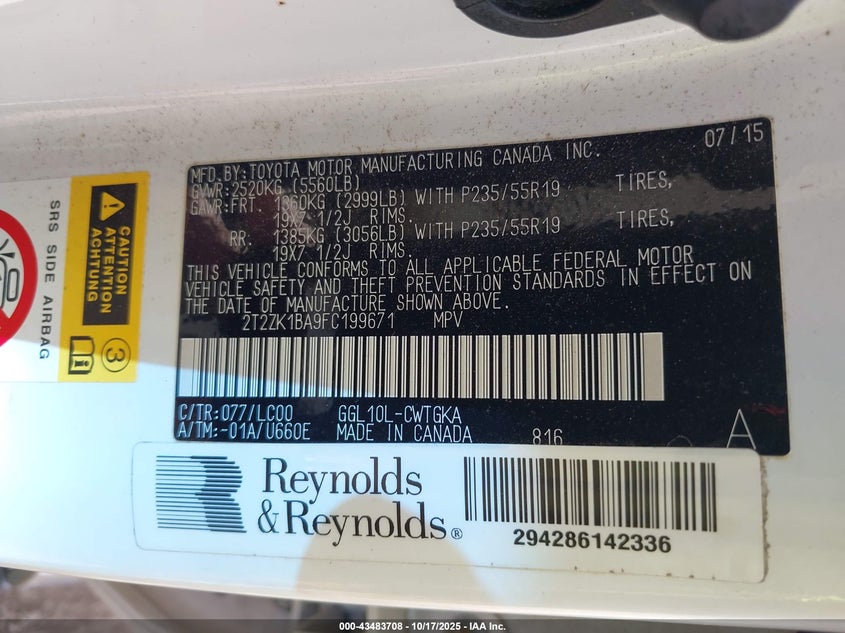 MFD. BY: TOYOTA MOTOR MANUFACTURING CANADA INC. 07/15
GVWR: 2520KG (5560LB)
GAWR: FRT. 1360KG (2999LB) WITH P235/55R19 TIRES,
19X7 1/2J RIMS.
RR. 1385KG (3056LB) WITH P235/55R19 TIRES,
19X7 1/2J RIMS.
THIS VEHICLE CONFORMS TO ALL APPLICABLE FEDERAL MOTOR
VEHICLE SAFETY AND THEFT PREVENTION STANDARDS IN EFFECT ON
THE DATE OF MANUFACTURE SHOWN ABOVE.
2T2ZK1BA9FC199671 MPV
C/TR: 077/LC00 GGL10L-CWTGKA
A/TM: -01A/U660E MADE IN CANADA 816 A
SRS SIDE AIRBAG
CAUTION
ATTENTION
ACHTUNG
3
Reynolds
& Reynolds®
294286142336
000-43483708 | 10/17/2025 | IAA Inc.